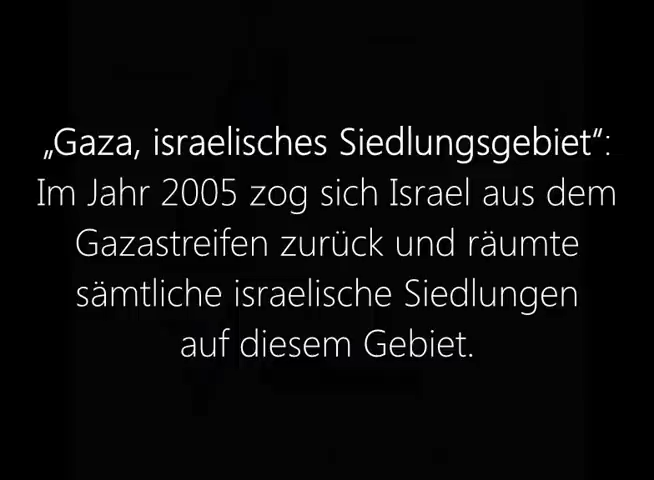 „Gaza, israelisches Siedlungsgebiet“:
Im Jahr 2005 zog sich Israel aus dem
Gazastreifen zurück und räumte
sämtliche israelische Siedlungen
auf diesem Gebiet.